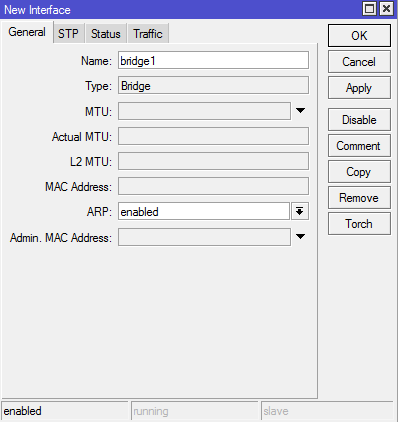 New Interface
General STP Status Traffic
Name: bridge1
Type: Bridge
MTU:
Actual MTU:
L2 MTU:
MAC Address:
ARP: enabled
Admin. MAC Address:
OK
Cancel
Apply
Disable
Comment
Copy
Remove
Torch
enabled running slave